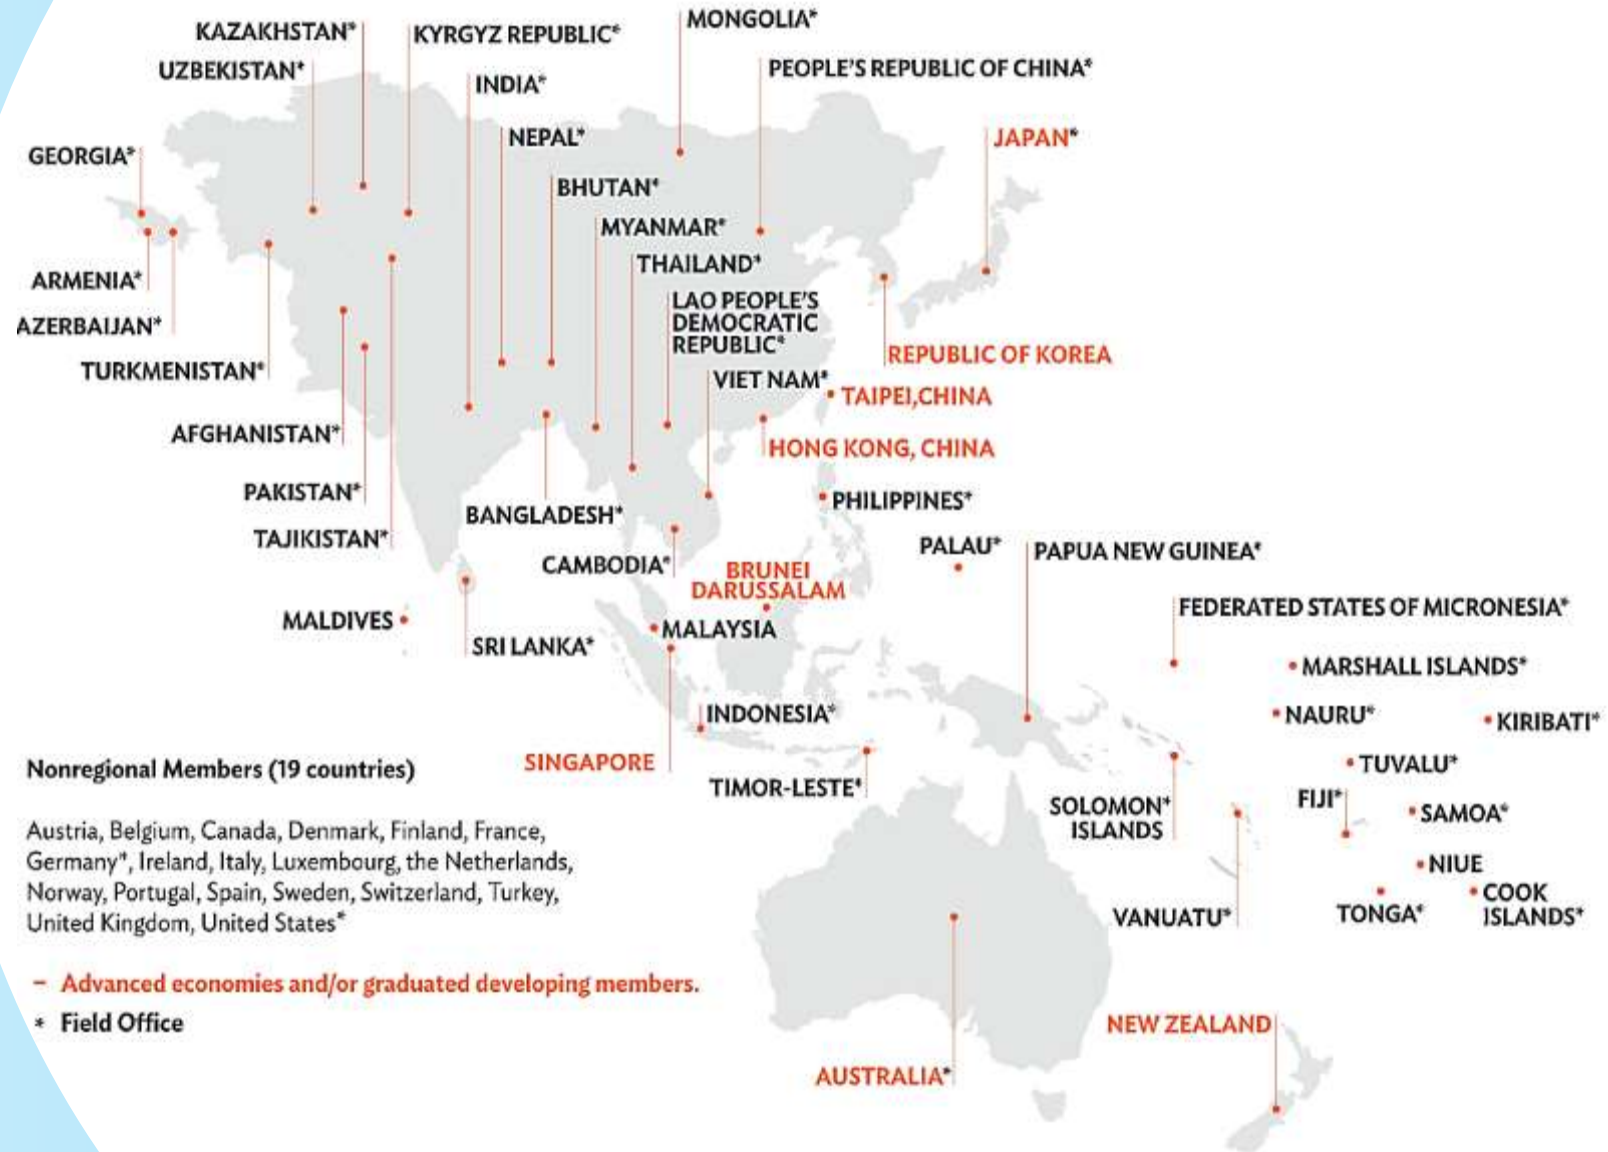 KAZAKHSTAN*
KYRGYZ REPUBLIC*
MONGOLIA*
UZBEKISTAN*
INDIA*
PEOPLE'S REPUBLIC OF CHINA*
NEPAL*
JAPAN*
GEORGIA*
BHUTAN*
MYANMAR*
THAILAND*
ARMENIA*
LAO PEOPLE'S
DEMOCRATIC
REPUBLIC*
AZERBAIJAN*
REPUBLIC OF KOREA
TURKMENISTAN*
VIET NAM*
TAIPEI,CHINA
AFGHANISTAN*
HONG KONG, CHINA
PAKISTAN*
PHILIPPINES*
BANGLADESH*
TAJIKISTAN*
PALAU*
PAPUA NEW GUINEA*
CAMBODIA*
BRUNEI
DARUSSALAM
FEDERATED STATES OF MICRONESIA*
MALDIVES
MALAYSIA
SRI LANKA*
MARSHALL ISLANDS*
INDONESIA*
NAURU*
KIRIBATI*
SINGAPORE
TUVALU*
TIMOR-LESTE*
FIJI*
SOLOMON*
ISLANDS
SAMOA*
NIUE
VANUATU*
TONGA*
COOK
ISLANDS*
Nonregional Members (19 countries)
Austria, Belgium, Canada, Denmark, Finland, France,
Germany*, Ireland, Italy, Luxembourg, the Netherlands,
Norway, Portugal, Spain, Sweden, Switzerland, Turkey,
United Kingdom, United States*
– Advanced economies and/or graduated developing members.
* Field Office
NEW ZEALAND
AUSTRALIA*